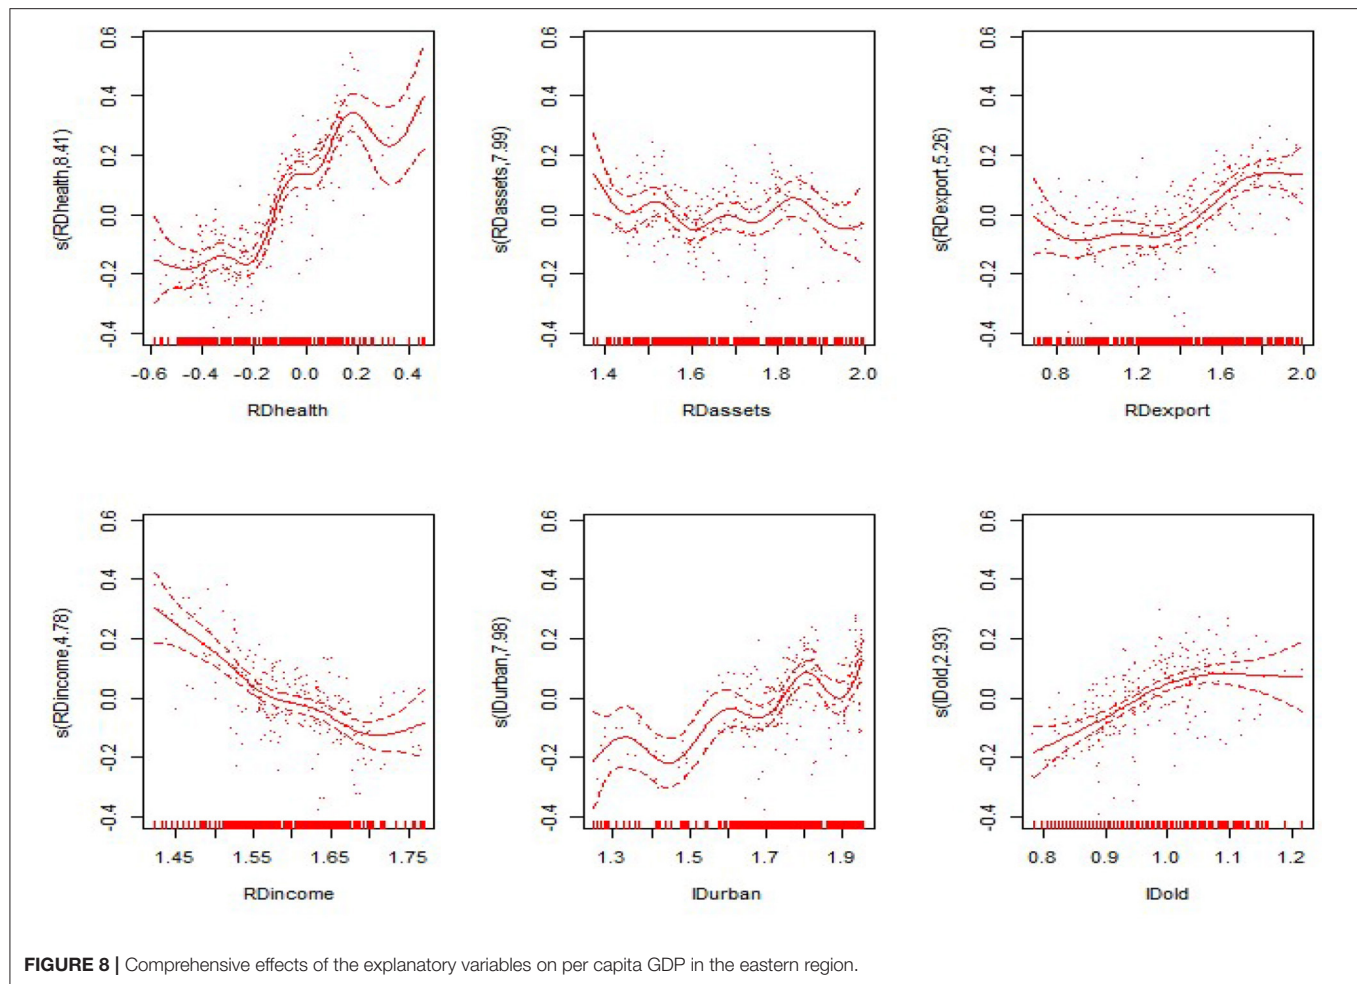 0.6
0.4
0.2
0.0
-0.2
-0.4
s(RDhealth,8.41)
-0.6 -0.4 -0.2 0.0 0.2 0.4
RDhealth
0.6
0.4
0.2
0.0
-0.2
-0.4
s(RDassets,7.99)
1.4 1.6 1.8 2.0
RDassets
0.6
0.4
0.2
0.0
-0.2
-0.4
s(RDexport,5.26)
0.8 1.2 1.6 2.0
RDexport
0.6
0.4
0.2
0.0
-0.2
-0.4
s(RDincome,4.78)
1.45 1.55 1.65 1.75
RDincome
0.6
0.4
0.2
0.0
-0.2
-0.4
s(IDurban,7.98)
1.3 1.5 1.7 1.9
IDurban
0.6
0.4
0.2
0.0
-0.2
-0.4
s(IDold,2.93)
0.8 0.9 1.0 1.1 1.2
IDold
FIGURE 8 | Comprehensive effects of the explanatory variables on per capita GDP in the eastern region.